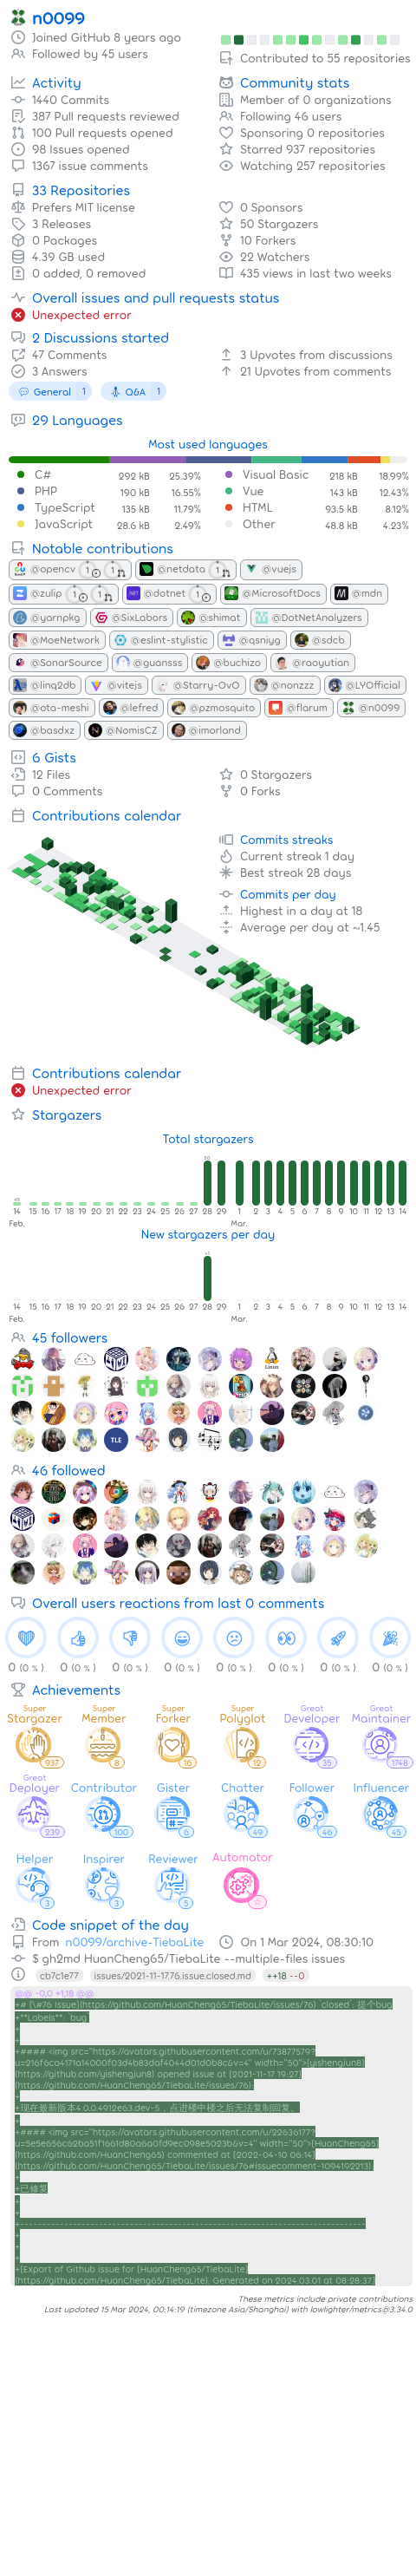 n0099
Joined GitHub 8 years ago
Followed by 45 users
Contributed to 55 repositories
Activity
1440 Commits
387 Pull requests reviewed
100 Pull requests opened
98 Issues opened
1367 issue comments
Community stats
Member of 0 organizations
Following 46 users
Sponsoring 0 repositories
Starred 937 repositories
Watching 257 repositories
33 Repositories
Prefers MIT license
3 Releases
0 Packages
4.39 GB used
0 added, 0 removed
0 Sponsors
50 Stargazers
10 Forkers
22 Watchers
435 views in last two weeks
Overall issues and pull requests status
Unexpected error
2 Discussions started
47 Comments
3 Answers
3 Upvotes from discussions
21 Upvotes from comments
General 1 Q&A 1
29 Languages
Most used languages
C# 292 kB 25.39% Visual Basic 218 kB 18.99%
PHP 190 kB 16.55% Vue 143 kB 12.43%
TypeScript 135 kB 11.79% HTML 93.5 kB 8.12%
JavaScript 28.6 kB 2.49% Other 48.8 kB 4.23%
Notable contributions
@opencv 1 1 @netdata 1 @vuejs
@zulip 1 1 @dotnet 1 @MicrosoftDocs @mdn
@yarnpkg @SixLabors @shimat @DotNetAnalyzers
@MoeNetwork @eslint-stylistic @qsniyg @sdcb
@SonarSource @guansss @buchizo @raoyutian
@linq2db @vitejs @Starry-OvO @nonzzz @LYOfficial
@ota-meshi @lefred @pzmosquito @flarum @n0099
@basdxz @NomisCZ @imorland
6 Gists
12 Files
0 Comments
0 Stargazers
0 Forks
Contributions calendar
Commits streaks
Current streak 1 day
Best streak 28 days
Commits per day
Highest in a day at 18
Average per day at ~1.45
Contributions calendar
Unexpected error
Stargazers
Total stargazers
49 50
14 15 16 17 18 19 20 21 22 23 24 25 26 27 28 29 1 2 3 4 5 6 7 8 9 10 11 12 13 14
Feb. Mar.
New stargazers per day
+1
14 15 16 17 18 19 20 21 22 23 24 25 26 27 28 29 1 2 3 4 5 6 7 8 9 10 11 12 13 14
Feb. Mar.
45 followers
Linux
TLE
46 followed
Overall users reactions from last 0 comments
0 (0 %) 0 (0 %) 0 (0 %) 0 (0 %) 0 (0 %) 0 (0 %) 0 (0 %) 0 (0 %)
Achievements
Super Stargazer 937
Super Member 8
Super Forker 16
Super Polyglot 12
Great Developer 35
Great Maintainer 1748
Great Deployer 239
Contributor 100
Gister 6
Chatter 49
Follower 46
Influencer 45
Helper 3
Inspirer 3
Reviewer 5
Automator
Code snippet of the day
From n0099/archive-TiebaLite On 1 Mar 2024, 08:30:10
$ gh2md HuanCheng65/TiebaLite --multiple-files issues
cb7c1e77 issues/2021-11-17.76.issue.closed.md ++18 --0
@@ -0,0 +1,18 @@
+# [\#76 Issue](https://github.com/HuanCheng65/TiebaLite/issues/76) `closed`: 提个bug
+**Labels**: `bug`
+
+
+#### <img src="https://avatars.githubusercontent.com/u/73877579?
u=216f6ca4171a14000f03d4b83daf4044d01d0b8c&v=4" width="50">[yishengjun8]
(https://github.com/yishengjun8) opened issue at [2021-11-17 19:27]
(https://github.com/HuanCheng65/TiebaLite/issues/76):
+
+现在最新版本4.0.0.4912e63.dev-5，点进楼中楼之后无法复制回复。
+
+#### <img src="https://avatars.githubusercontent.com/u/22636177?
u=5e5e656c62ba51f1661d80a6a0fd9ec098e5023b&v=4" width="50">[HuanCheng65]
(https://github.com/HuanCheng65) commented at [2022-04-10 06:14]
(https://github.com/HuanCheng65/TiebaLite/issues/76#issuecomment-1094192213):
+
+已修复
+
+
+-------------------------------------------------------------------------------
+
+
+
+[Export of Github issue for [HuanCheng65/TiebaLite]
(https://github.com/HuanCheng65/TiebaLite). Generated on 2024.03.01 at 08:28:37.]
These metrics include private contributions
Last updated 15 Mar 2024, 00:14:19 (timezone Asia/Shanghai) with lowlighter/metrics@3.34.0